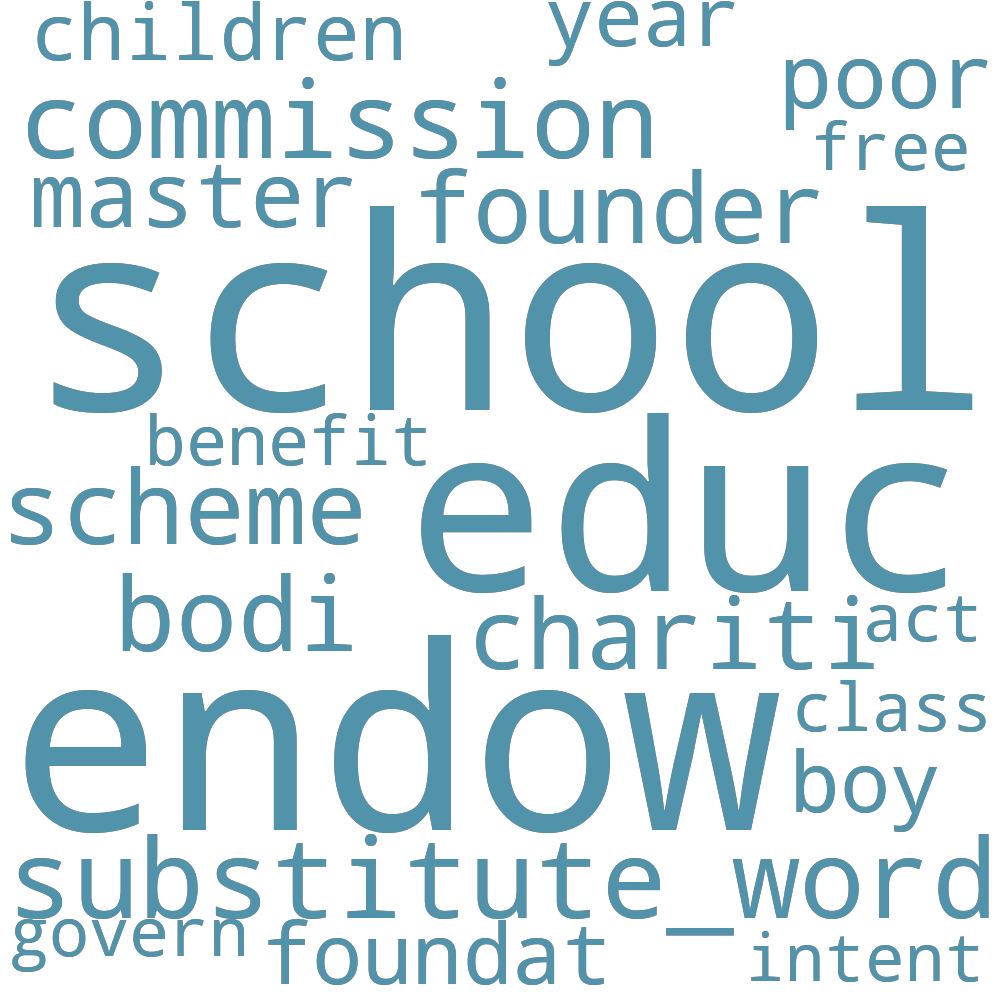 children year
poor
commission
free
master founder
school
benefit
educ
scheme
bodi
chariti act
endow
class
boy
substitute_word
govern foundat intent